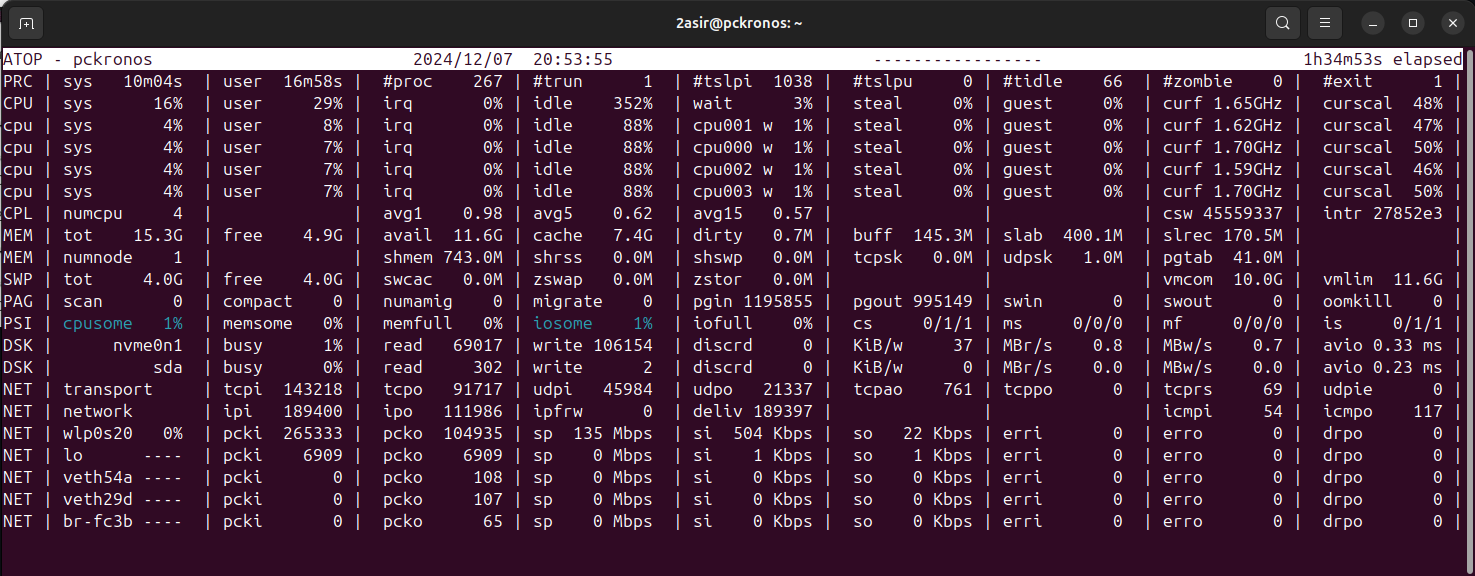 2asir@pckronos: ~
ATOP - pckronos 2024/12/07 20:53:55 ----------------- 1h34m53s elapsed
PRC | sys 10m04s | user 16m58s | #proc 267 | #trun 1 | #tslpi 1038 | #tslpu 0 | #tidle 66 | #zombie 0 | #exit 1 |
CPU | sys 16% | user 29% | irq 0% | idle 352% | wait 3% | steal 0% | guest 0% | curf 1.65GHz | curscal 48% |
cpu | sys 4% | user 8% | irq 0% | idle 88% | cpu001 w 1% | steal 0% | guest 0% | curf 1.62GHz | curscal 47% |
cpu | sys 4% | user 7% | irq 0% | idle 88% | cpu000 w 1% | steal 0% | guest 0% | curf 1.70GHz | curscal 50% |
cpu | sys 4% | user 7% | irq 0% | idle 88% | cpu002 w 1% | steal 0% | guest 0% | curf 1.59GHz | curscal 46% |
cpu | sys 4% | user 7% | irq 0% | idle 88% | cpu003 w 1% | steal 0% | guest 0% | curf 1.70GHz | curscal 50% |
CPL | numcpu 4 | | avg1 0.98 | avg5 0.62 | avg15 0.57 | | | csw 45559337 | intr 27852e3 |
MEM | tot 15.3G | free 4.9G | avail 11.6G | cache 7.4G | dirty 0.7M | buff 145.3M | slab 400.1M | slrec 170.5M | |
MEM | numnode 1 | | shmem 743.0M | shrss 0.0M | shswp 0.0M | tcpsk 0.0M | udpsk 1.0M | pgtab 41.0M | |
SWP | tot 4.0G | free 4.0G | swcac 0.0M | zswap 0.0M | zstor 0.0M | | | vmcom 10.0G | vmlim 11.6G |
PAG | scan 0 | compact 0 | numamig 0 | migrate 0 | pgin 1195855 | pgout 995149 | swin 0 | swout 0 | oomkill 0 |
PSI | cpusome 1% | memsome 0% | memfull 0% | iosome 1% | iofull 0% | cs 0/1/1 | ms 0/0/0 | mf 0/0/0 | is 0/1/1 |
DSK | nvme0n1 | busy 1% | read 69017 | write 106154 | discrd 0 | KiB/w 37 | MBr/s 0.8 | MBw/s 0.7 | avio 0.33 ms |
DSK | sda | busy 0% | read 302 | write 2 | discrd 0 | KiB/w 0 | MBr/s 0.0 | MBw/s 0.0 | avio 0.23 ms |
NET | transport | tcpi 143218 | tcpo 91717 | udpi 45984 | udpo 21337 | tcpao 761 | tcppo 0 | tcprs 69 | udpie 0 |
NET | network | ipi 189400 | ipo 111986 | ipfrw 0 | deliv 189397 | | | icmpi 54 | icmpo 117 |
NET | wlp0s20 0% | pcki 265333 | pcko 104935 | sp 135 Mbps | si 504 Kbps | so 22 Kbps | erri 0 | erro 0 | drpo 0 |
NET | lo ---- | pcki 6909 | pcko 6909 | sp 0 Mbps | si 1 Kbps | so 1 Kbps | erri 0 | erro 0 | drpo 0 |
NET | veth54a ---- | pcki 0 | pcko 108 | sp 0 Mbps | si 0 Kbps | so 0 Kbps | erri 0 | erro 0 | drpo 0 |
NET | veth29d ---- | pcki 0 | pcko 107 | sp 0 Mbps | si 0 Kbps | so 0 Kbps | erri 0 | erro 0 | drpo 0 |
NET | br-fc3b ---- | pcki 0 | pcko 65 | sp 0 Mbps | si 0 Kbps | so 0 Kbps | erri 0 | erro 0 | drpo 0 |